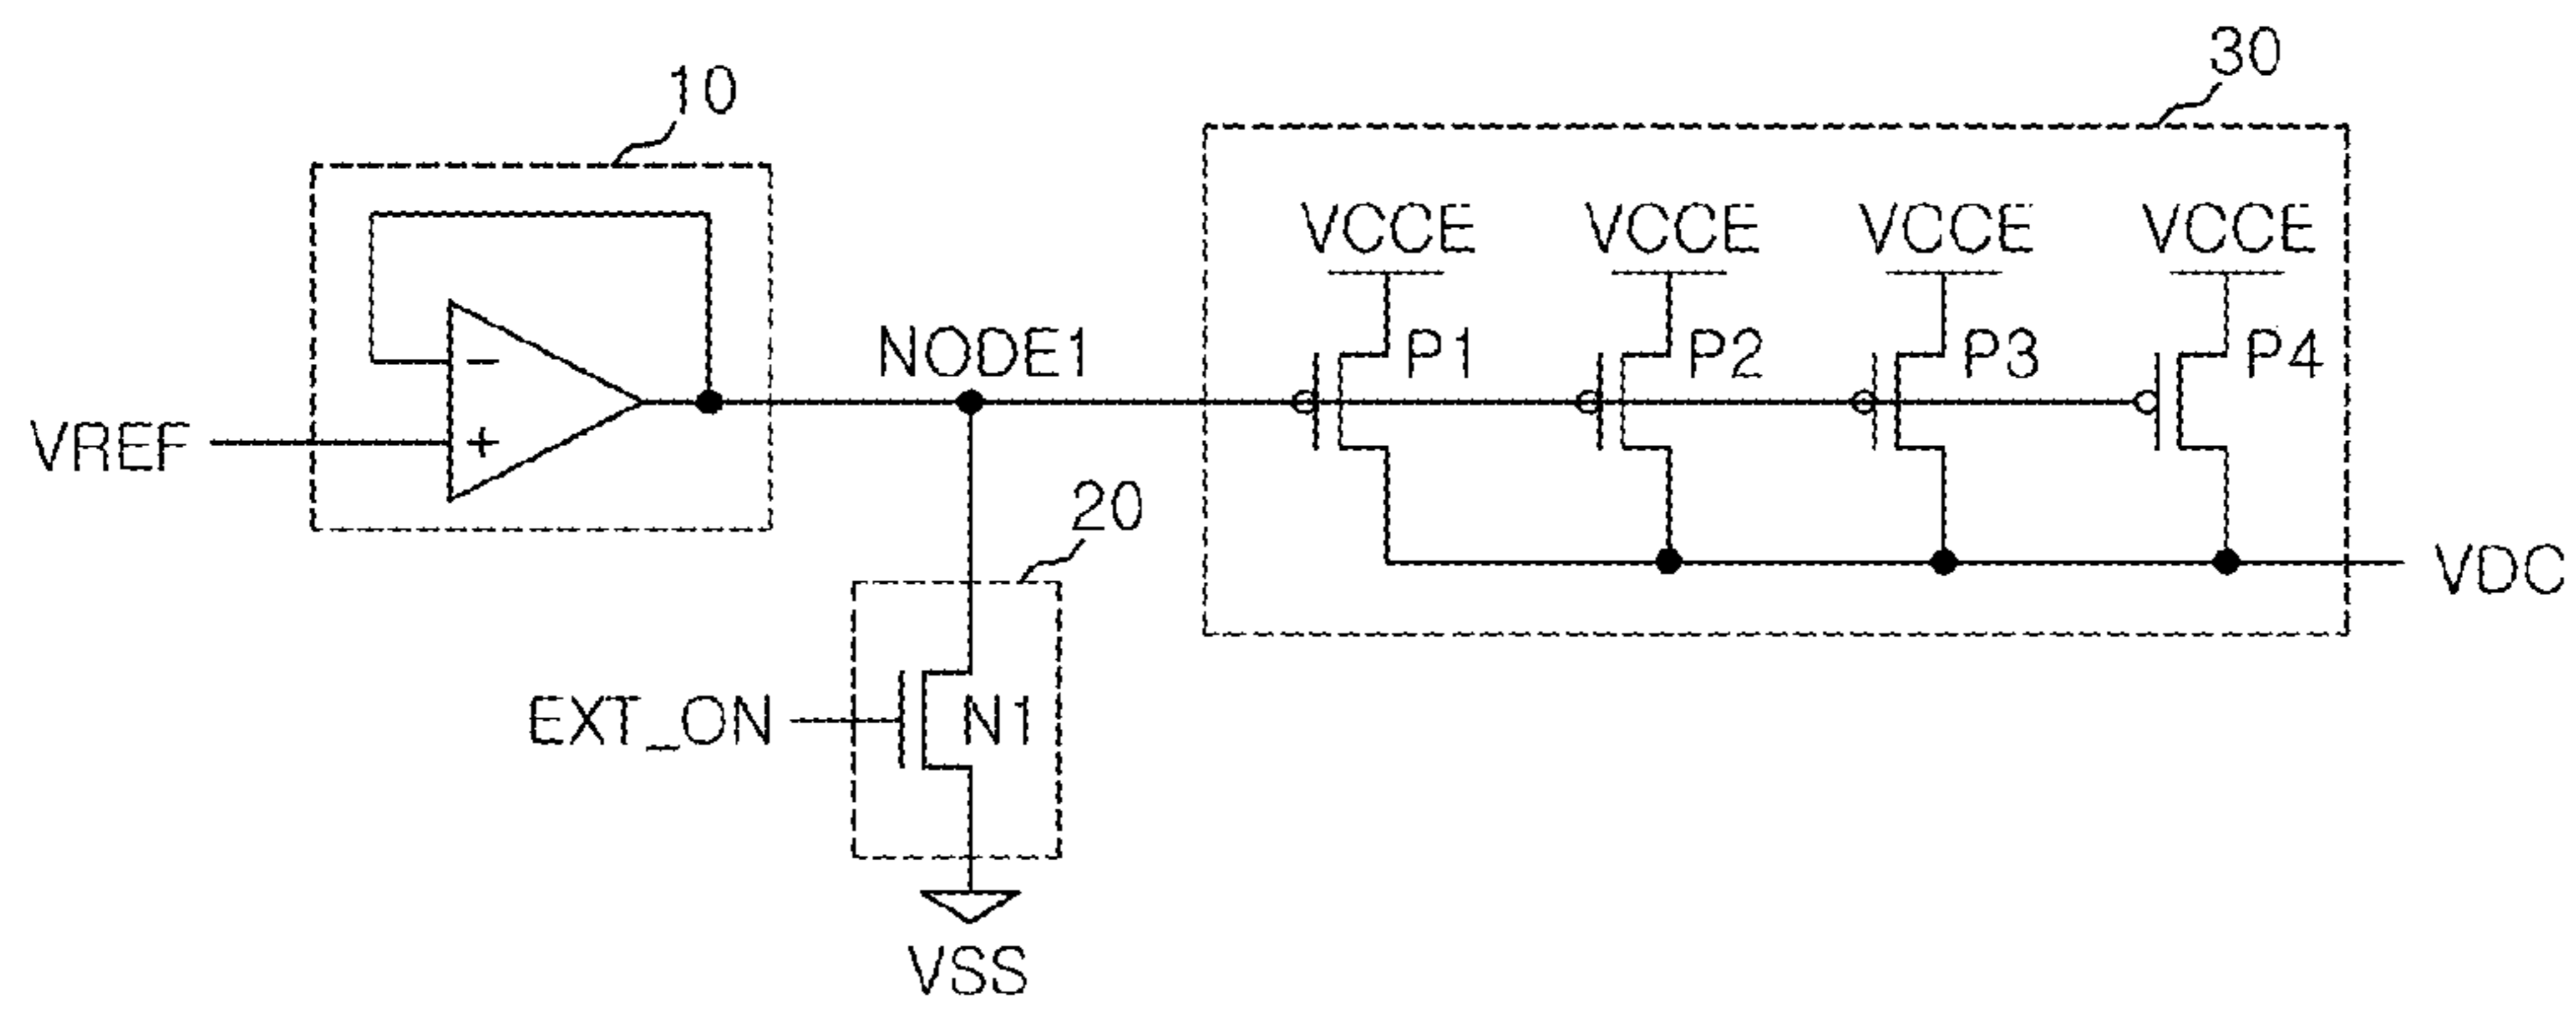 30
10
VCCE VCCE VCCE VCCE
NODE1 P1 P2 P3 P4
−
VREF +
20
VDC
EXT_ON N1
VSS